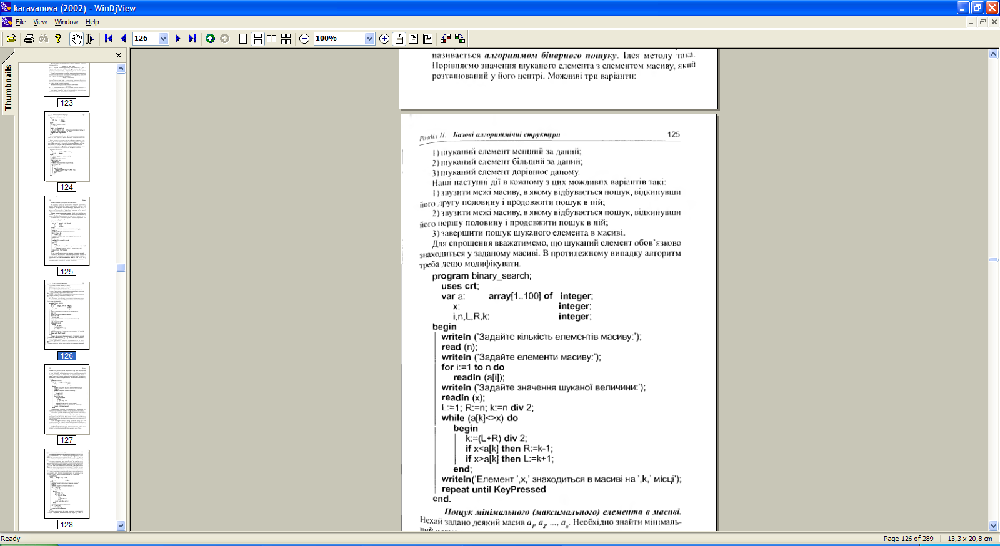 karavanova (2002) - WinDjView
File View Window Help
126
100%
Thumbnails
123
124
125
126
127
128
називається алгоритмом бінарного пошуку. Ідея методу така.
Порівняємо значення шуканого елемента з елементом масиву, який
розташований у його центрі. Можливі три варіанти:
Розділ II. Базові алгоритмічні структури 125
1) шуканий елемент менший за даний;
2) шуканий елемент більший за даний;
3) шуканий елемент дорівнює даному.
Наші наступні дії в кожному з цих можливих варіантів такі:
1) звузити межі масиву, в якому відбувається пошук, відкинувши
його другу половину і продовжити пошук в ній;
2) звузити межі масиву, в якому відбувається пошук, відкинувши
його першу половину і продовжити пошук в ній;
3) завершити пошук шуканого елемента в масиві.
Для спрощення вважатимемо, що шуканий елемент обов'язково
знаходиться у заданому масиві. В протилежному випадку алгоритм
треба дещо модифікувати.
program binary_search;
uses crt;
var a: array[1..100] of integer;
x: integer;
i,n,L,R,k: integer;
begin
writeln ('Задайте кількість елементів масиву:');
read (n);
writeln ('Задайте елементи масиву:');
for i:=1 to n do
readln (a[i]);
writeln ('Задайте значення шуканої величини:');
readln (x);
L:=1; R:=n; k:=n div 2;
while (a[k]<>x) do
begin
k:=(L+R) div 2;
if x<a[k] then R:=k-1;
if x>a[k] then L:=k+1;
end;
writeln('Елемент ',x,' знаходиться в масиві на ',k,' місці');
repeat until KeyPressed
end.
Пошук мінімального (максимального) елемента в масиві.
Нехай задано деякий масив a₁, a₂, ..., aₙ. Необхідно знайти мінімаль-
Ready
Page 126 of 289 13,3 x 20,8 cm